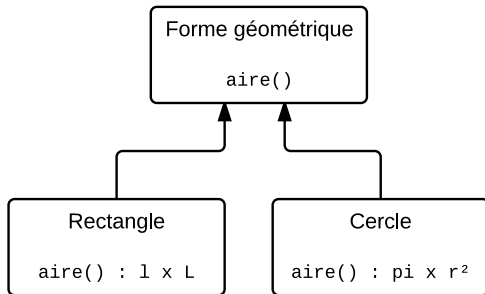 Forme géométrique
aire()
Rectangle
aire() : l x L
Cercle
aire() : pi x r²